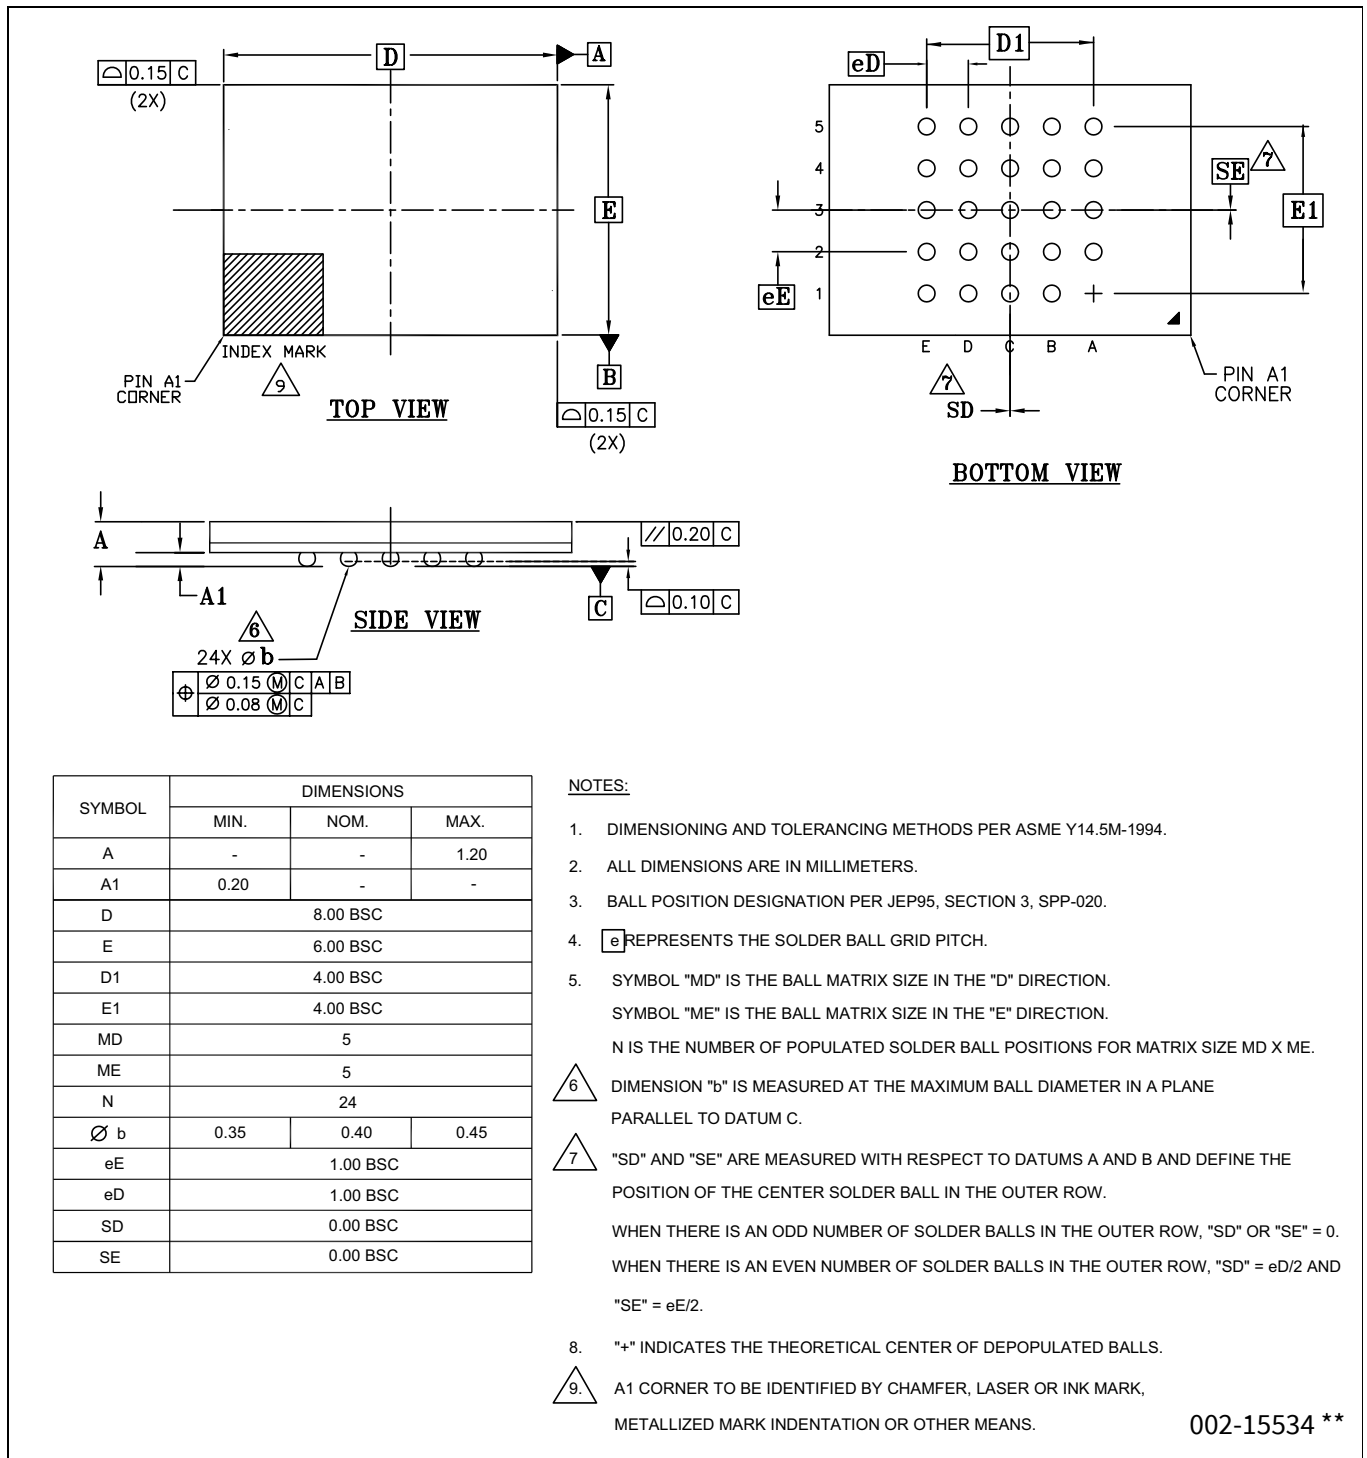 D
A
⌓ 0.15 C
(2X)
E
INDEX MARK
9
PIN A1
CORNER
B
TOP VIEW
⌓ 0.15 C
(2X)
D1
eD
5
4
3
2
1
7
SE
E1
eE
E D C B A
7
SD
PIN A1
CORNER
BOTTOM VIEW
A
A1
// 0.20 C
⌓ 0.10 C
C
SIDE VIEW
6
24X Ø b
⌖ Ø 0.15 Ⓜ C A B
Ø 0.08 Ⓜ C
SYMBOL DIMENSIONS
MIN. NOM. MAX.
A - - 1.20
A1 0.20 - -
D 8.00 BSC
E 6.00 BSC
D1 4.00 BSC
E1 4.00 BSC
MD 5
ME 5
N 24
Ø b 0.35 0.40 0.45
eE 1.00 BSC
eD 1.00 BSC
SD 0.00 BSC
SE 0.00 BSC
NOTES:
1. DIMENSIONING AND TOLERANCING METHODS PER ASME Y14.5M-1994.
2. ALL DIMENSIONS ARE IN MILLIMETERS.
3. BALL POSITION DESIGNATION PER JEP95, SECTION 3, SPP-020.
4. e REPRESENTS THE SOLDER BALL GRID PITCH.
5. SYMBOL "MD" IS THE BALL MATRIX SIZE IN THE "D" DIRECTION.
SYMBOL "ME" IS THE BALL MATRIX SIZE IN THE "E" DIRECTION.
N IS THE NUMBER OF POPULATED SOLDER BALL POSITIONS FOR MATRIX SIZE MD X ME.
6 DIMENSION "b" IS MEASURED AT THE MAXIMUM BALL DIAMETER IN A PLANE
PARALLEL TO DATUM C.
7 "SD" AND "SE" ARE MEASURED WITH RESPECT TO DATUMS A AND B AND DEFINE THE
POSITION OF THE CENTER SOLDER BALL IN THE OUTER ROW.
WHEN THERE IS AN ODD NUMBER OF SOLDER BALLS IN THE OUTER ROW, "SD" OR "SE" = 0.
WHEN THERE IS AN EVEN NUMBER OF SOLDER BALLS IN THE OUTER ROW, "SD" = eD/2 AND
"SE" = eE/2.
8. "+" INDICATES THE THEORETICAL CENTER OF DEPOPULATED BALLS.
9. A1 CORNER TO BE IDENTIFIED BY CHAMFER, LASER OR INK MARK,
METALLIZED MARK INDENTATION OR OTHER MEANS.
002-15534 **